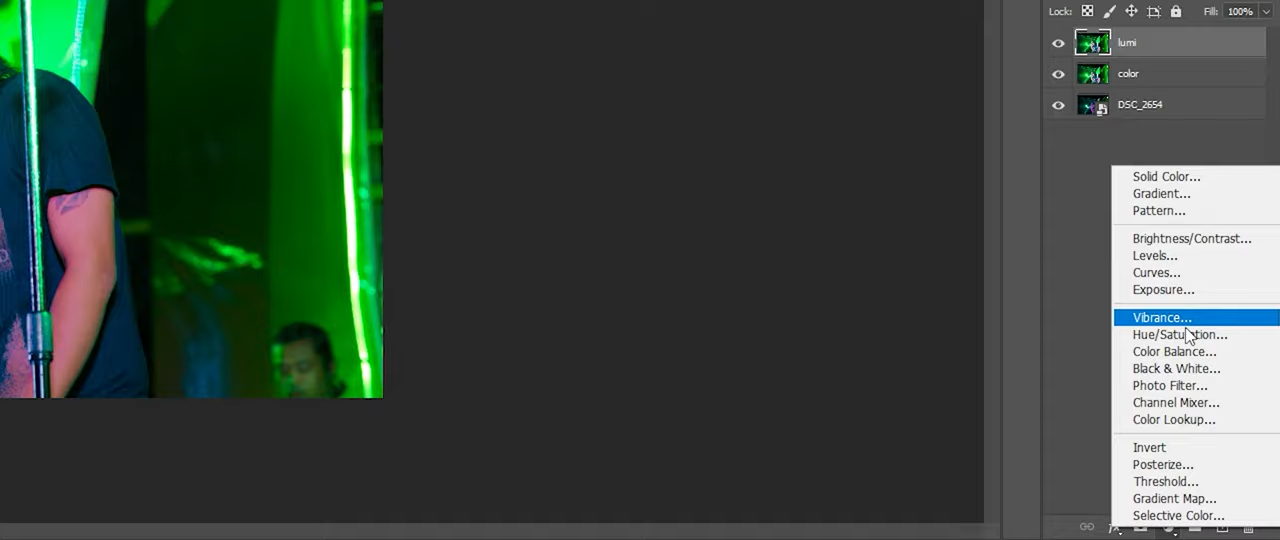 Lock: Fill: 100%
lumi
color
DSC_2654
Solid Color...
Gradient...
Pattern...
Brightness/Contrast...
Levels...
Curves...
Exposure...
Vibrance...
Hue/Saturation...
Color Balance...
Black & White...
Photo Filter...
Channel Mixer...
Color Lookup...
Invert
Posterize...
Threshold...
Gradient Map...
Selective Color...
fx